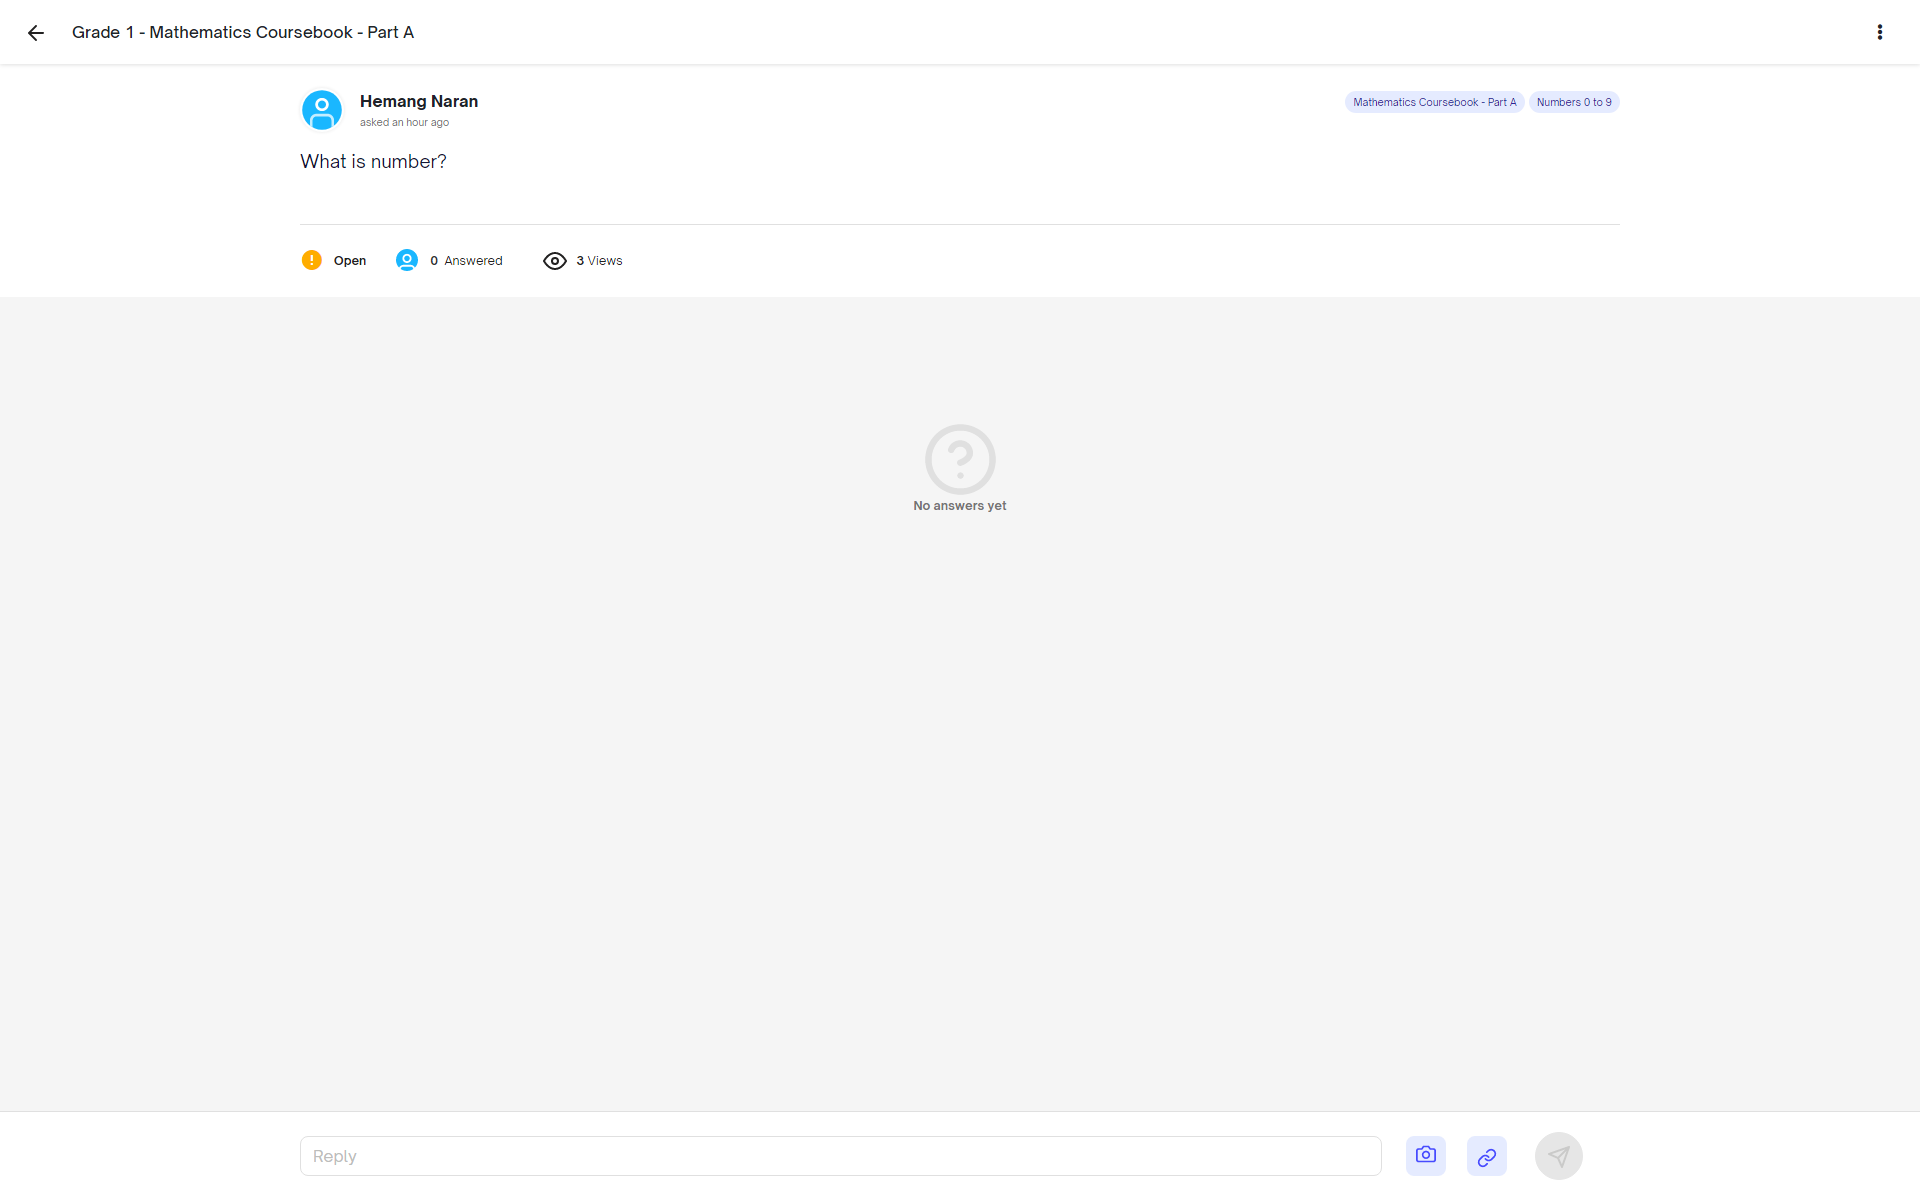 Grade 1 - Mathematics Coursebook - Part A
Hemang Naran
asked an hour ago
Mathematics Coursebook - Part A
Numbers 0 to 9
What is number?
Open
0 Answered
3 Views
No answers yet
Reply